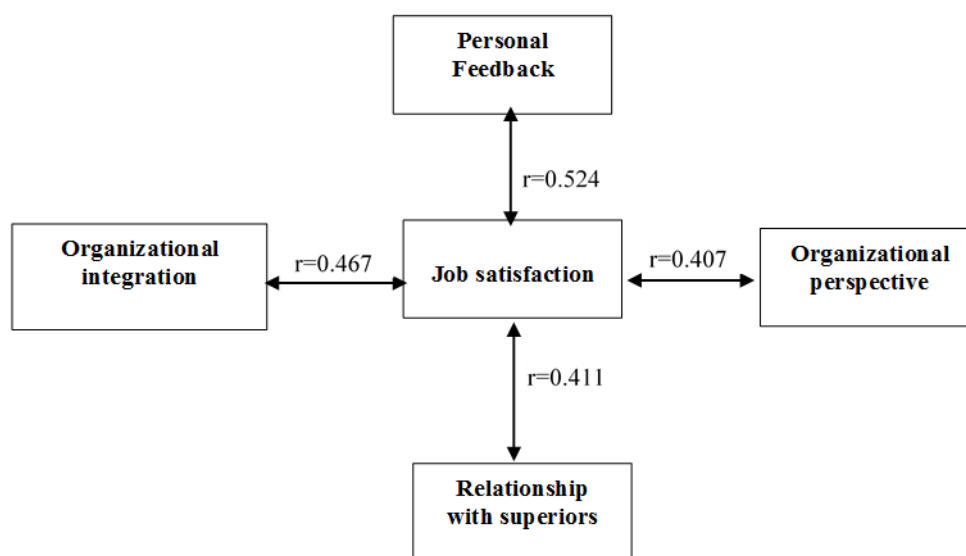 Personal
Feedback
r=0.524
Organizational
integration
r=0.467
Job satisfaction
r=0.407
Organizational
perspective
r=0.411
Relationship
with superiors